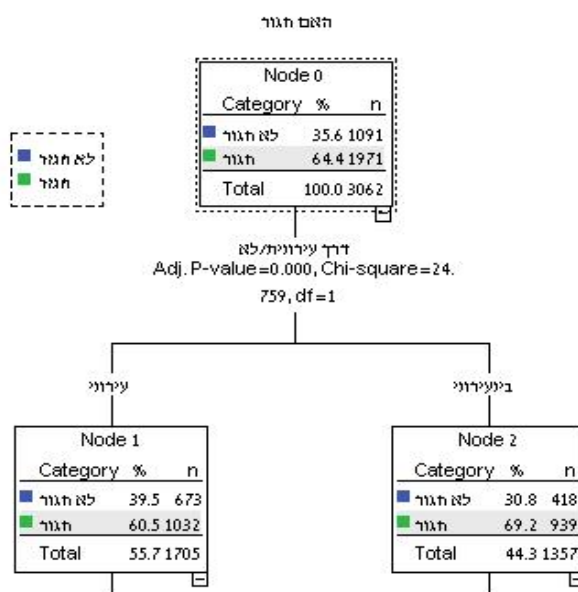 האם חגור
Node 0
Category % n
לא חגור 35.6 1091
חגור 64.4 1971
Total 100.0 3062
לא חגור
חגור
דרך עירונית/לא
Adj. P-value=0.000, Chi-square=24.
759, df=1
עירוני
בינעירוני
Node 1
Category % n
לא חגור 39.5 673
חגור 60.5 1032
Total 55.7 1705
Node 2
Category % n
לא חגור 30.8 418
חגור 69.2 939
Total 44.3 1357